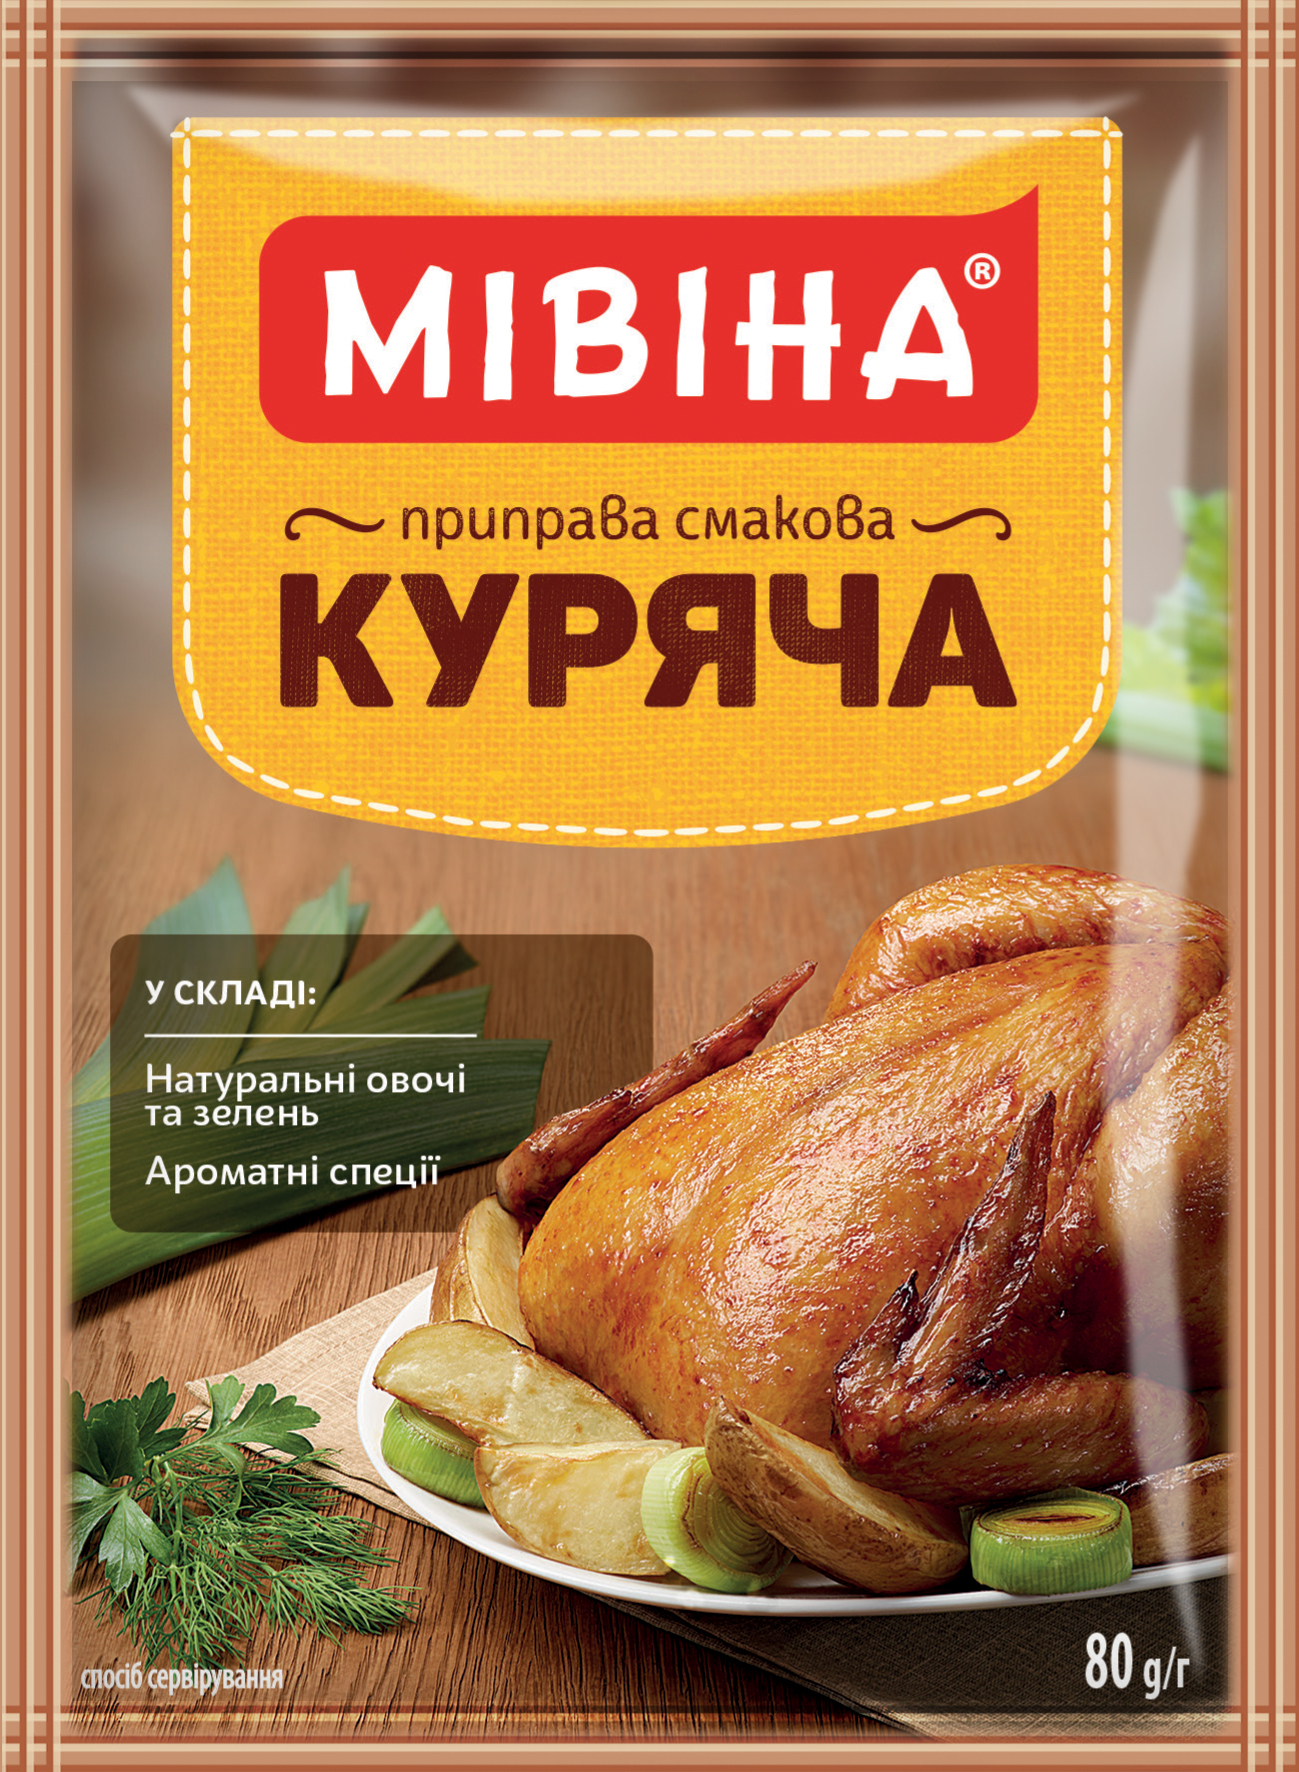 МІВІНА®
приправа смакова
КУРЯЧА
У СКЛАДІ:
Натуральні овочі
та зелень
Ароматні спеції
спосіб сервірування
80 g/г